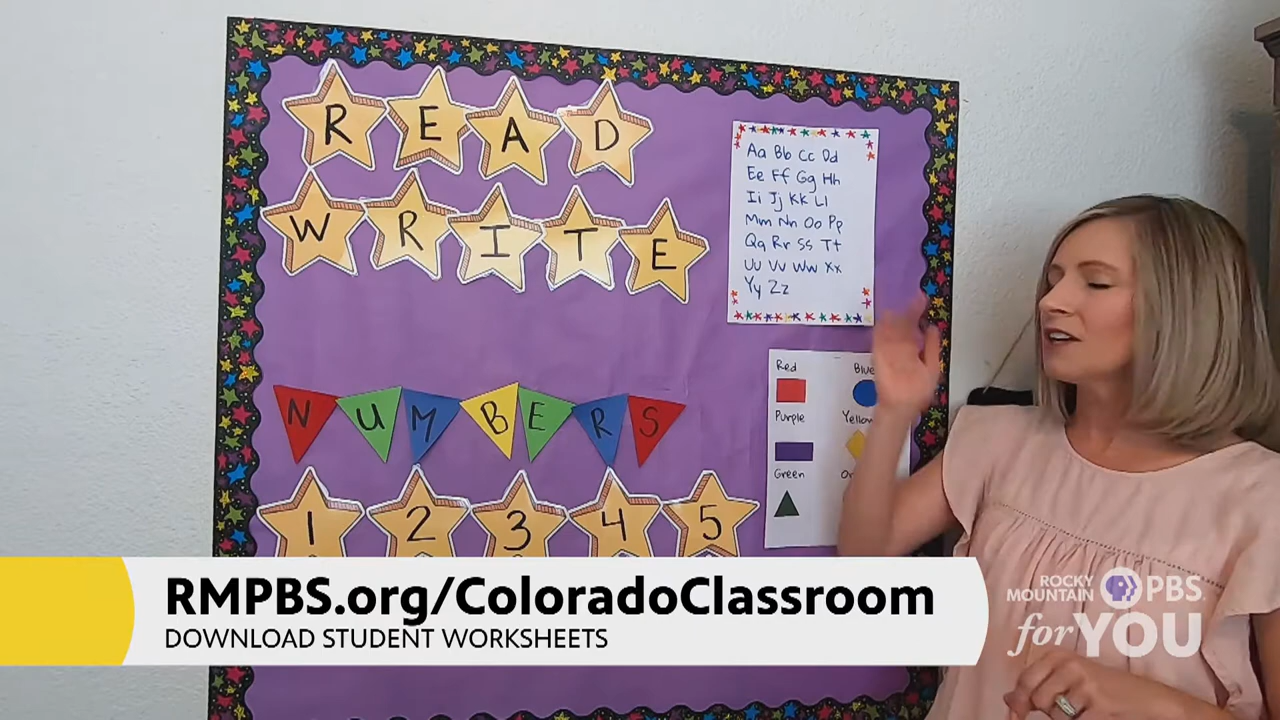 READ
WRITE
Aa Bb Cc Dd
Ee Ff Gg Hh
Ii Jj Kk Ll
Mm Nn Oo Pp
Qq Rr Ss Tt
Uu Vv Ww Xx
Yy Zz
NUMBERS
Red Blue
Purple Yellow
Green
1 2 3 4 5
RMPBS.org/ColoradoClassroom
DOWNLOAD STUDENT WORKSHEETS
ROCKY
MOUNTAIN PBS
for YOU